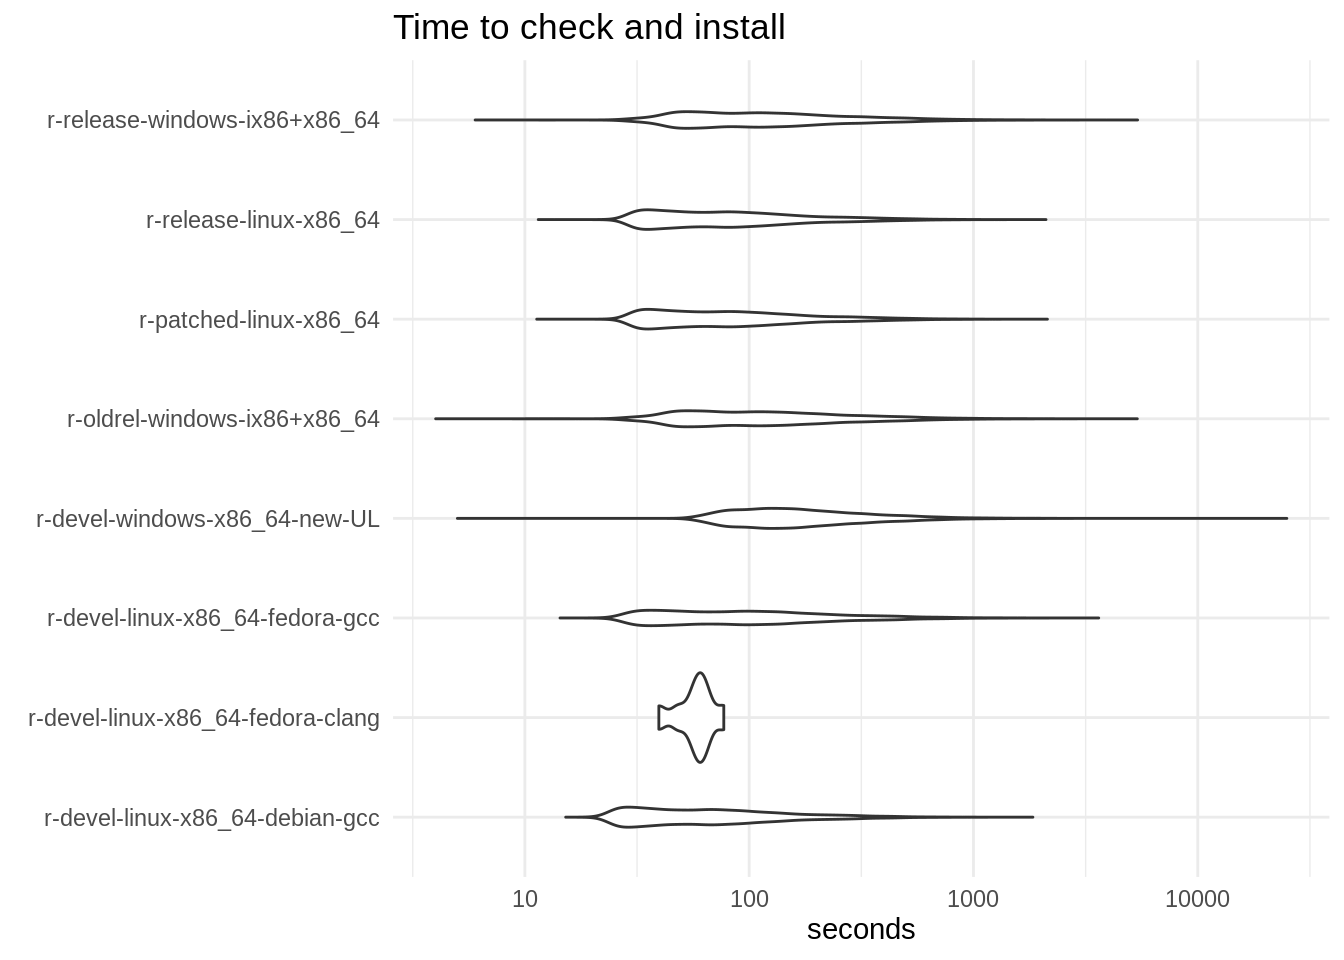 Time to check and install
r-release-windows-ix86+x86_64
r-release-linux-x86_64
r-patched-linux-x86_64
r-oldrel-windows-ix86+x86_64
r-devel-windows-x86_64-new-UL
r-devel-linux-x86_64-fedora-gcc
r-devel-linux-x86_64-fedora-clang
r-devel-linux-x86_64-debian-gcc
10 100 1000 10000
seconds